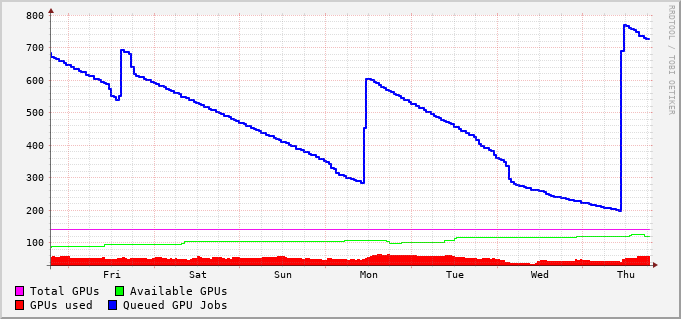 800
700
600
500
400
300
200
100
Fri Sat Sun Mon Tue Wed Thu
Total GPUs Available GPUs
GPUs used Queued GPU Jobs
RRDTOOL / TOBI OETIKER